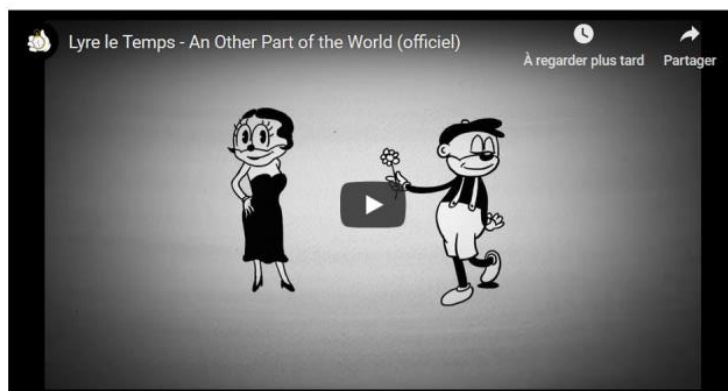 Lyre le Temps - An Other Part of the World (officiel)
À regarder plus tard
Partager